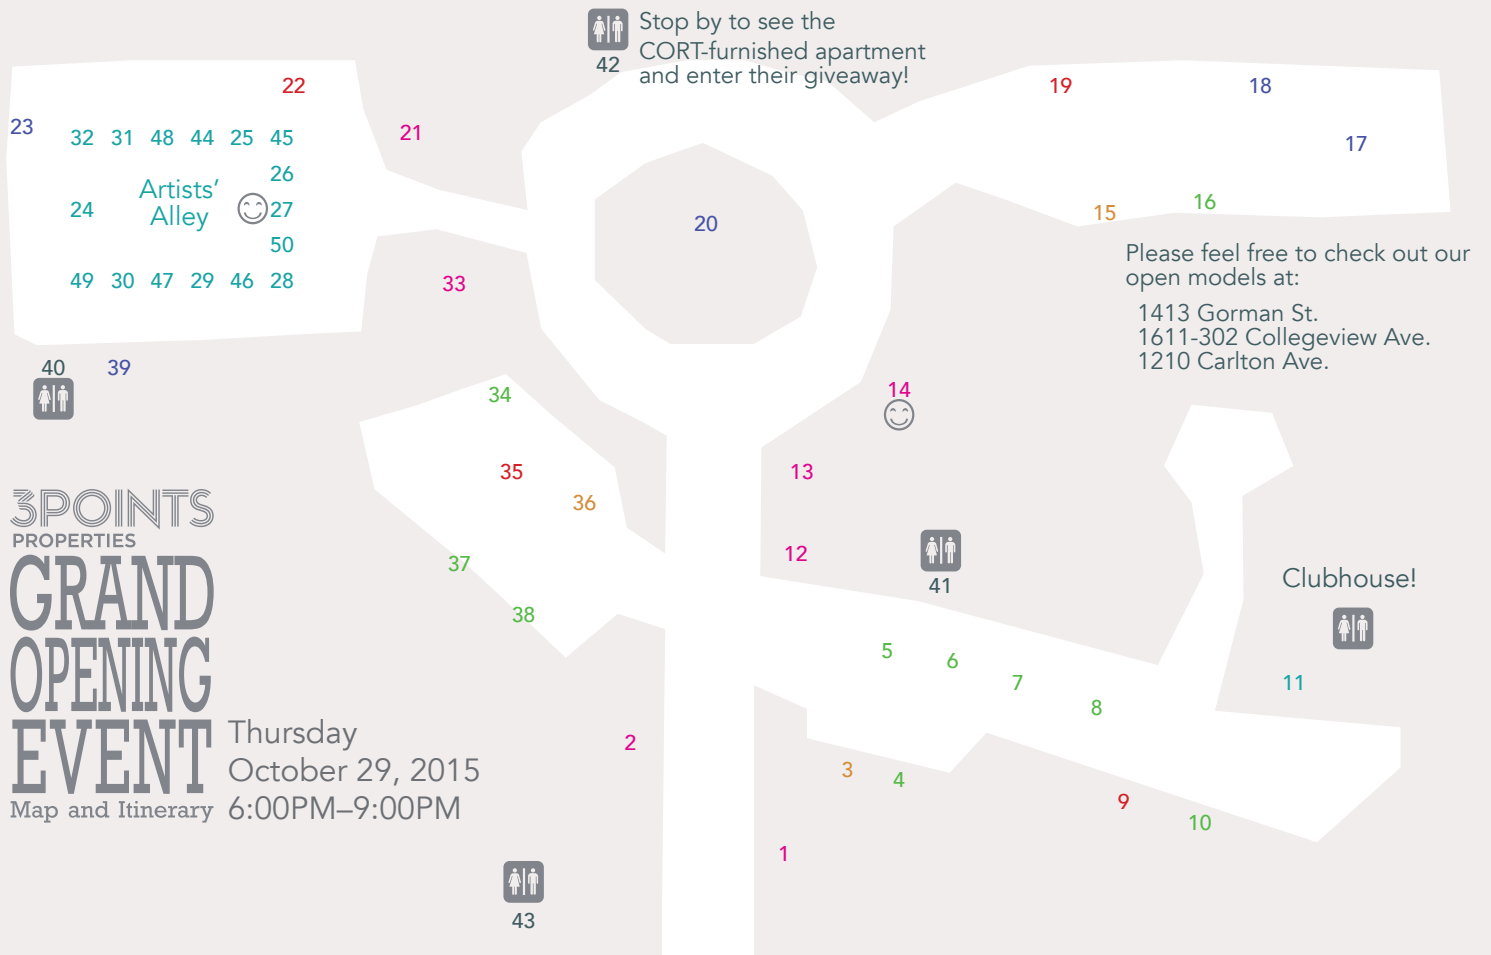 42
Stop by to see the
CORT-furnished apartment
and enter their giveaway!
22
19
18
23
21
17
32 31 48 44 25 45
26
Artists'
Alley
24
27
50
49 30 47 29 46 28
20
15
16
33
Please feel free to check out our
open models at:
1413 Gorman St.
1611-302 Collegeview Ave.
1210 Carlton Ave.
40
39
34
14
35
13
36
12
37
41
38
Clubhouse!
5
6
7
8
11
3POINTS
PROPERTIES
GRAND
OPENING
EVENT
Map and Itinerary
Thursday
October 29, 2015
6:00PM–9:00PM
2
3
4
9
10
1
43